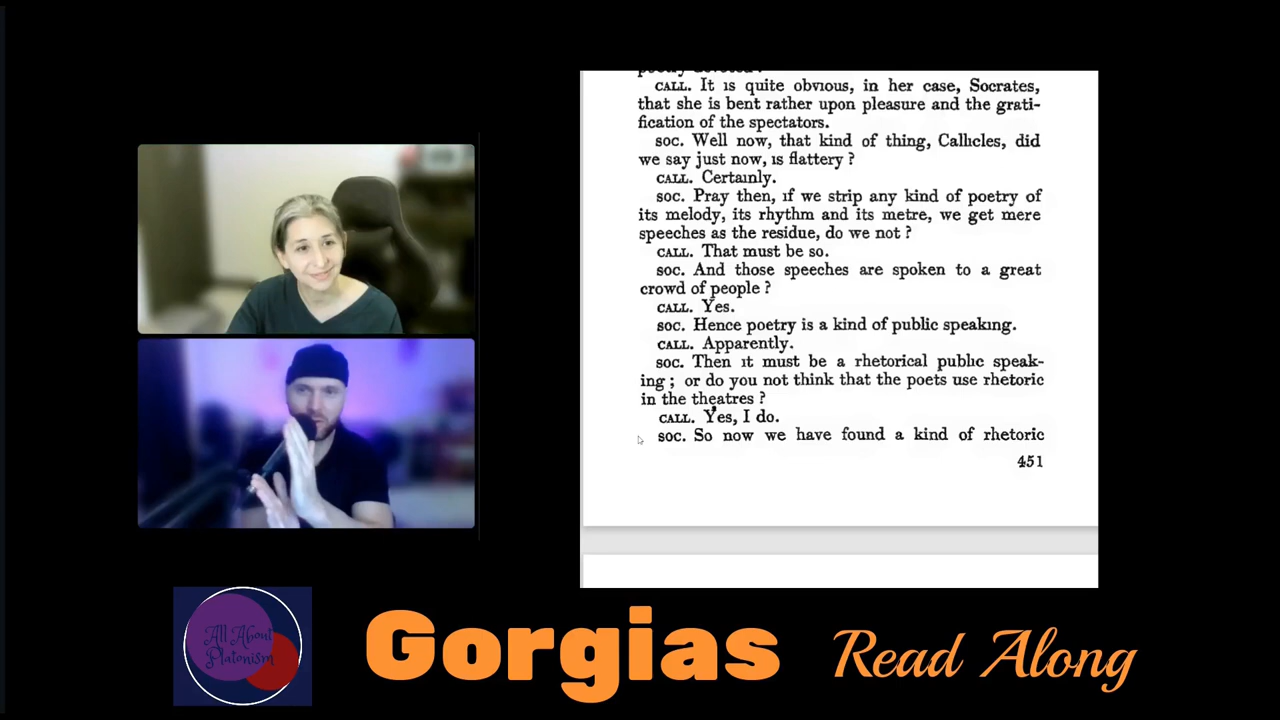 poetry devoted?
CALL. It is quite obvious, in her case, Socrates,
that she is bent rather upon pleasure and the grati-
fication of the spectators.
SOC. Well now, that kind of thing, Callicles, did
we say just now, is flattery ?
CALL. Certainly.
SOC. Pray then, if we strip any kind of poetry of
its melody, its rhythm and its metre, we get mere
speeches as the residue, do we not ?
CALL. That must be so.
SOC. And those speeches are spoken to a great
crowd of people ?
CALL. Yes.
SOC. Hence poetry is a kind of public speaking.
CALL. Apparently.
SOC. Then it must be a rhetorical public speak-
ing ; or do you not think that the poets use rhetoric
in the theatres ?
CALL. Yes, I do.
SOC. So now we have found a kind of rhetoric
451
All About
Platonism
Gorgias Read Along